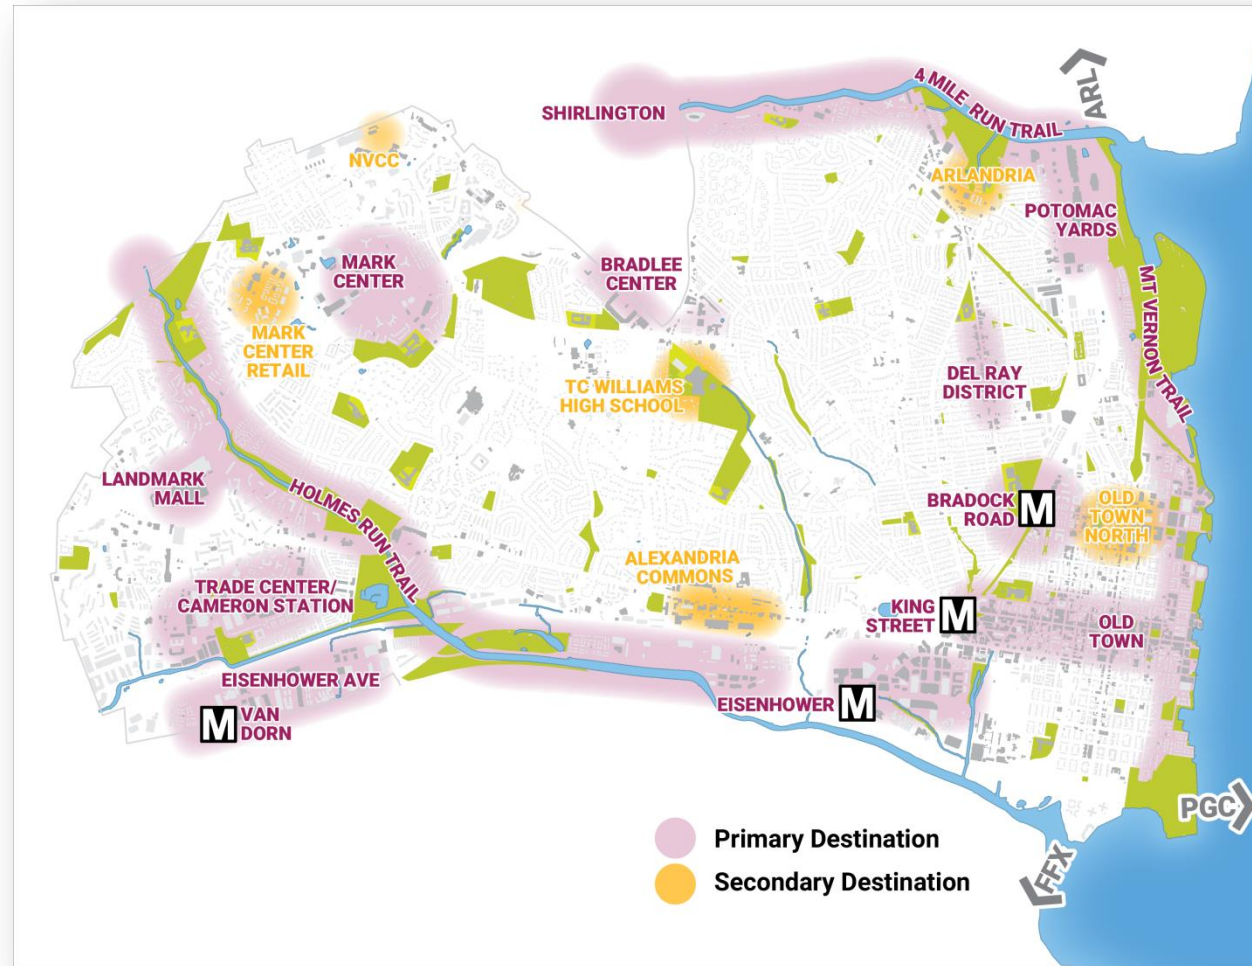 4 MILE RUN TRAIL
ARL
SHIRLINGTON
NVCC
ARLANDRIA
POTOMAC
YARDS
MARK
CENTER
BRADLEE
CENTER
MT VERNON TRAIL
MARK
CENTER
RETAIL
TC WILLIAMS
HIGH SCHOOL
DEL RAY
DISTRICT
LANDMARK
MALL
HOLMES RUN TRAIL
BRADOCK
ROAD
M
OLD
TOWN
NORTH
ALEXANDRIA
COMMONS
TRADE CENTER/
CAMERON STATION
KING
STREET
M
OLD
TOWN
EISENHOWER AVE
M
VAN
DORN
EISENHOWER
M
PGC
FFX
Primary Destination
Secondary Destination